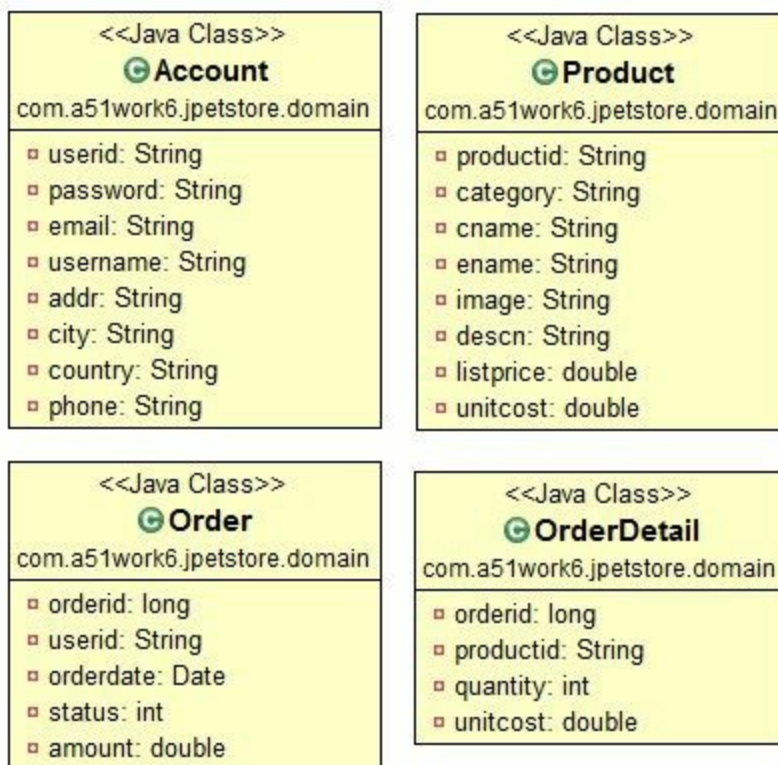 <<Java Class>>
Account
com.a51work6.jpetstore.domain
userid: String
password: String
email: String
username: String
addr: String
city: String
country: String
phone: String
<<Java Class>>
Product
com.a51work6.jpetstore.domain
productid: String
category: String
cname: String
ename: String
image: String
descn: String
listprice: double
unitcost: double
<<Java Class>>
Order
com.a51work6.jpetstore.domain
orderid: long
userid: String
orderdate: Date
status: int
amount: double
<<Java Class>>
OrderDetail
com.a51work6.jpetstore.domain
orderid: long
productid: String
quantity: int
unitcost: double